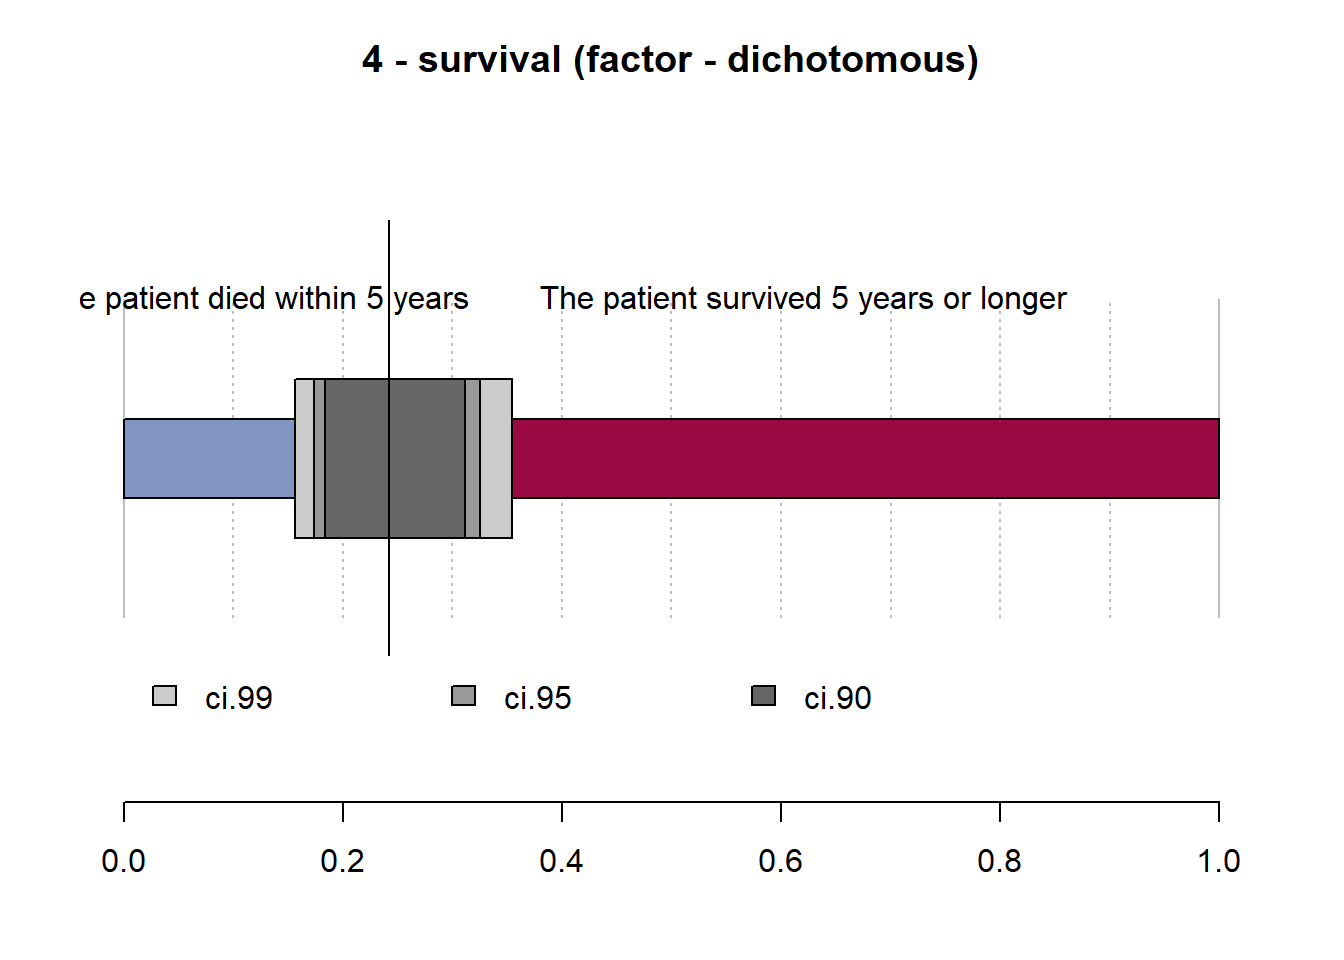 4 - survival (factor - dichotomous)
e patient died within 5 years The patient survived 5 years or longer
ci.99 ci.95 ci.90
0.0 0.2 0.4 0.6 0.8 1.0